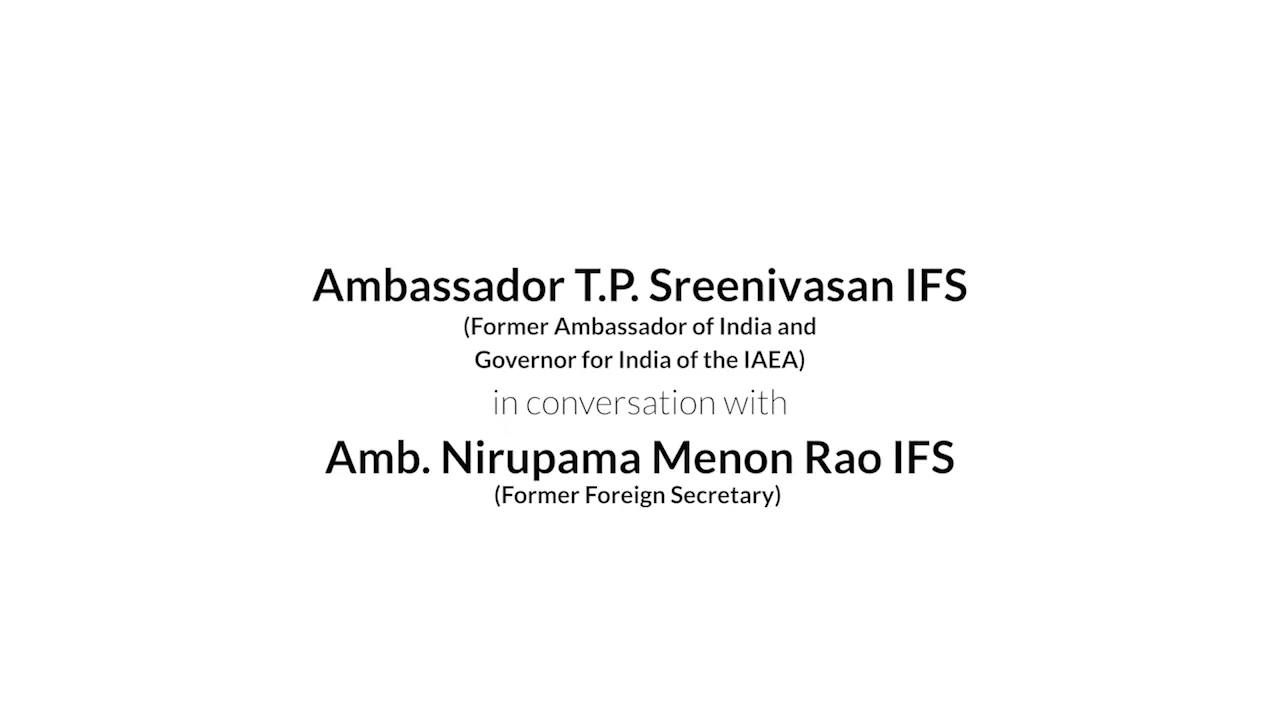 Ambassador T.P. Sreenivasan IFS
(Former Ambassador of India and
Governor for India of the IAEA)
in conversation with
Amb. Nirupama Menon Rao IFS
(Former Foreign Secretary)